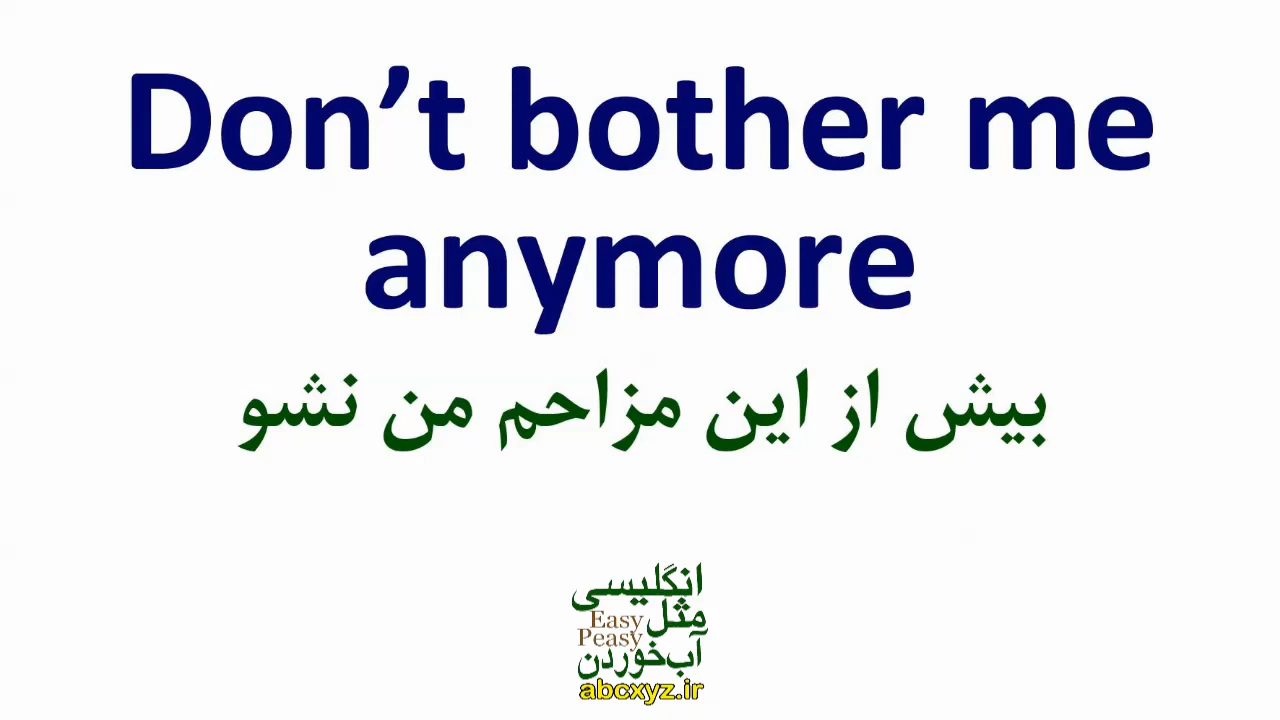 Don’t bother me
anymore
بیش از این مزاحم من نشو
انگلیسی
مثل
Easy
Peasy
آب‌خوردن
abcxyz.ir